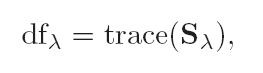 df_λ = trace(S_λ),